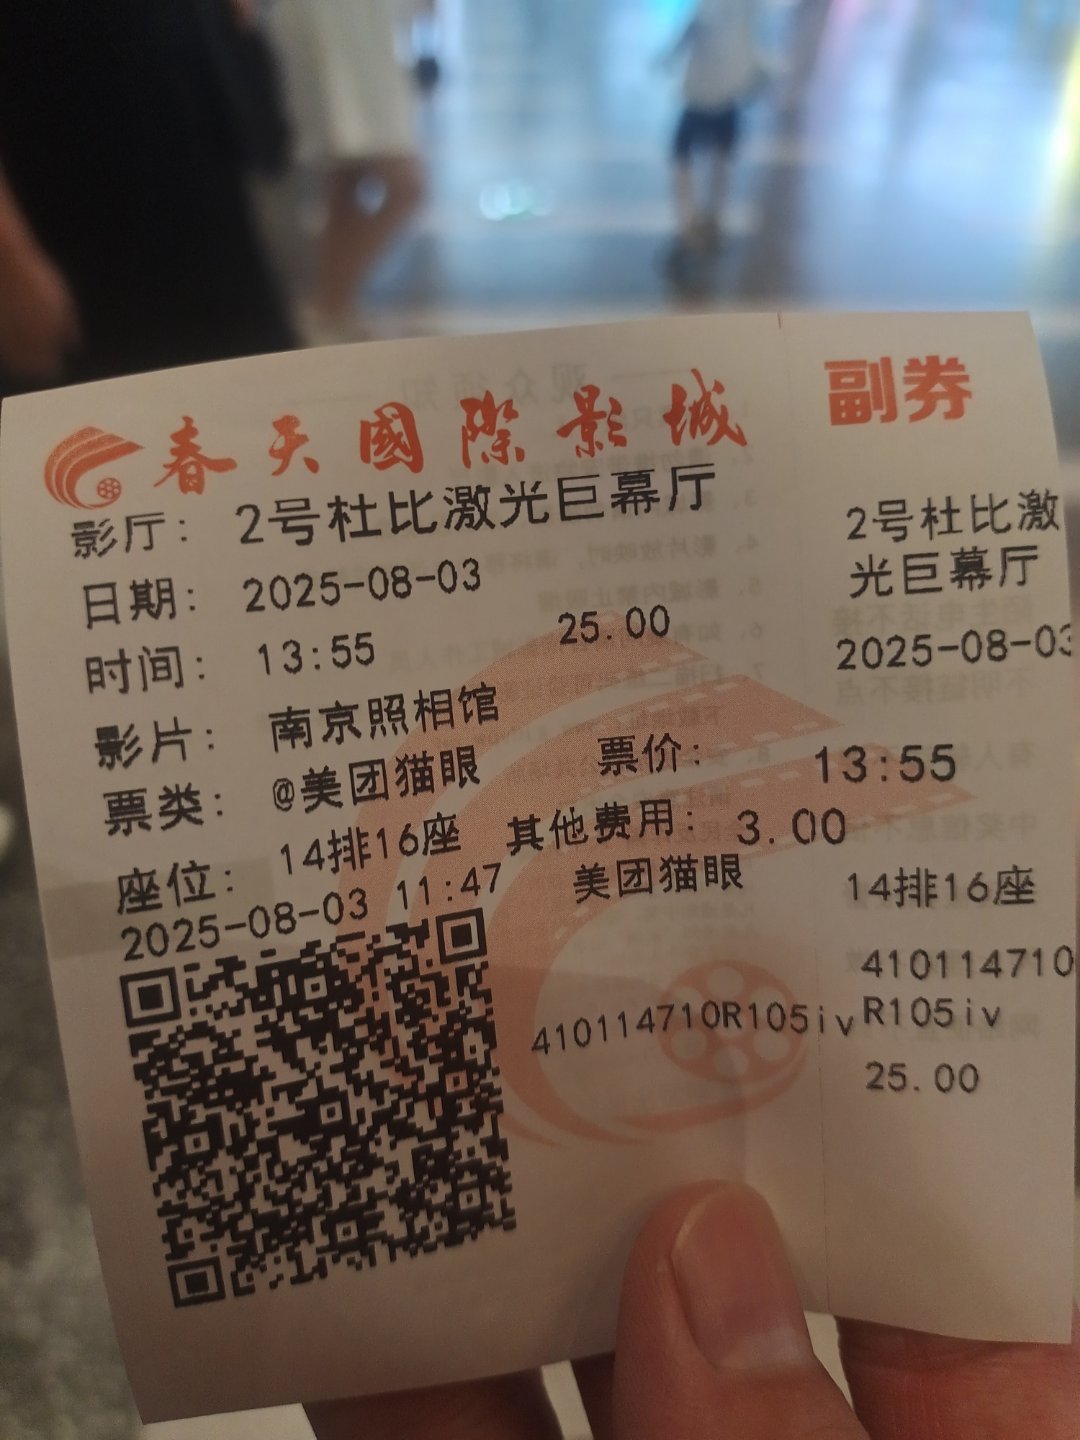 春天國際影城
副券
影厅: 2号杜比激光巨幕厅
日期: 2025-08-03
时间: 13:55 25.00
影片: 南京照相馆
票类: @美团猫眼 票价:
座位: 14排16座 其他费用: 3.00
2025-08-03 11:47 美团猫眼
410114710R105iv
2号杜比激
光巨幕厅
2025-08-03
13:55
14排16座
410114710
R105iv
25.00